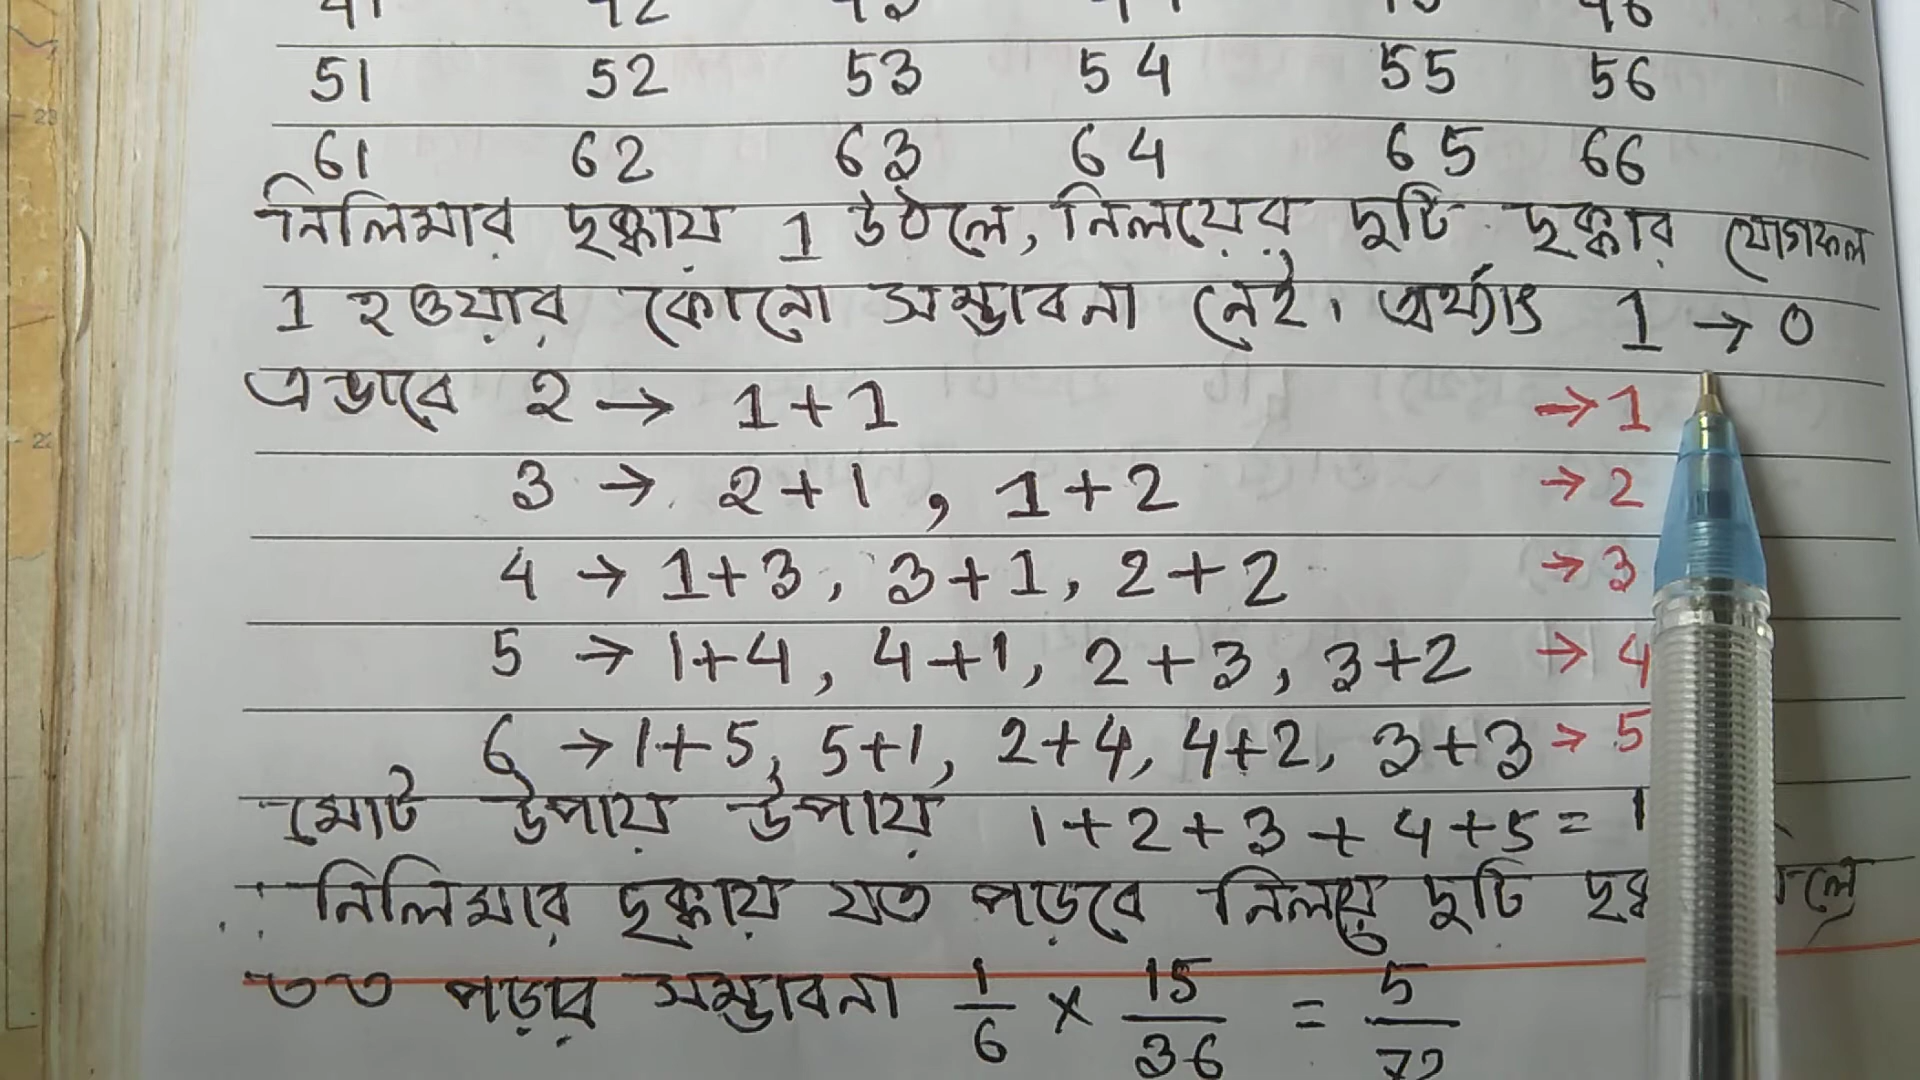 51 52 53 54 55 56
61 62 63 64 65 66
নিলিমার ছক্কায় 1 উঠলে, নিলয়ের দুটি ছক্কার যোগফল
1 হওয়ার কোনো সম্ভাবনা নেই। অর্থ্যাৎ 1 → 0
এভাবে 2 → 1+1 → 1
3 → 2+1, 1+2 → 2
4 → 1+3, 3+1, 2+2 → 3
5 → 1+4, 4+1, 2+3, 3+2 → 4
6 → 1+5, 5+1, 2+4, 4+2, 3+3 → 5
মোট উপায় উপায় 1+2+3+4+5 = 1
∴ নিলিমার ছক্কায় যত পড়বে নিলয়ে দুটি
তত পড়ার সম্ভাবনা 1/6 × 15/36 = 5/72